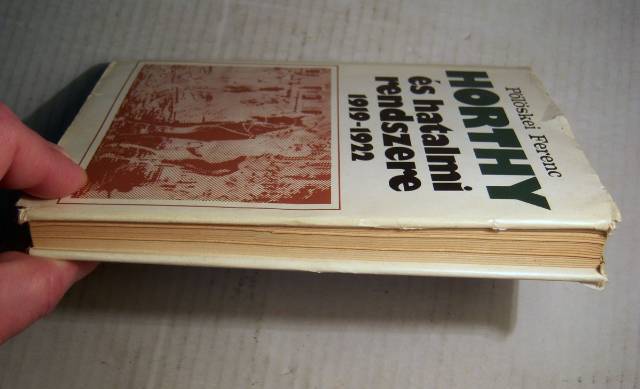 Pölöskei Ferenc
HORTHY
és hatalmi
rendszere
1919-1922